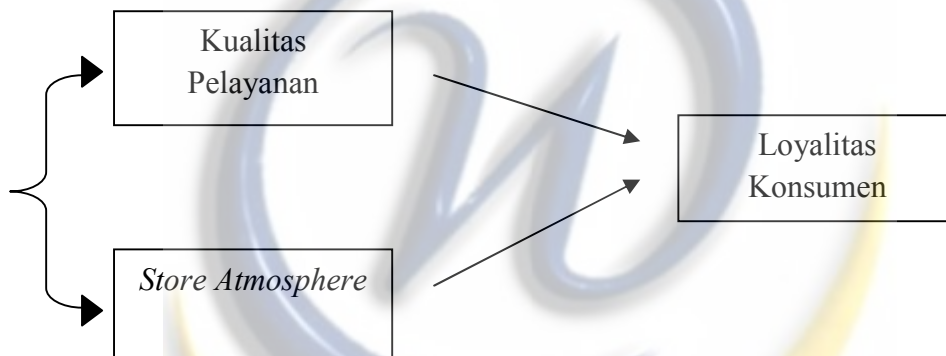 Kualitas
Pelayanan
Loyalitas
Konsumen
Store Atmosphere